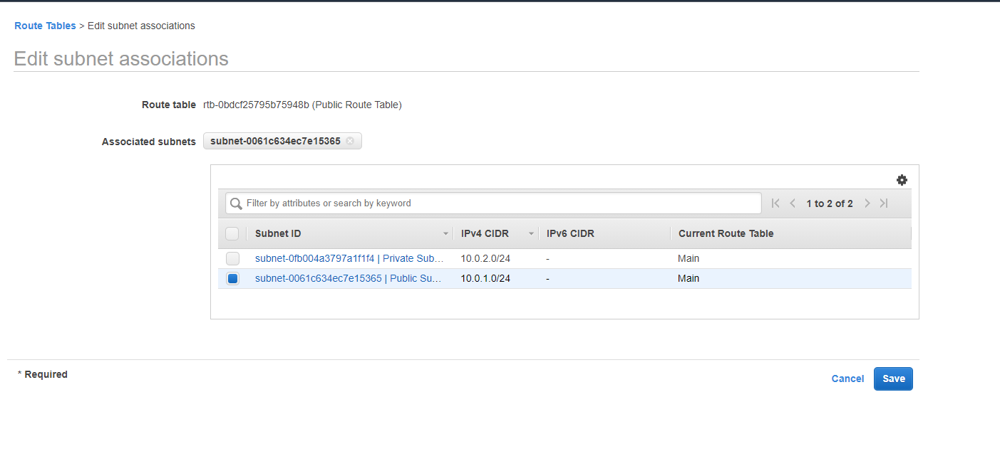 Route Tables > Edit subnet associations
Edit subnet associations
Route table rtb-0bdcf25795b75948b (Public Route Table)
Associated subnets subnet-0061c634ec7e15365
Filter by attributes or search by keyword 1 to 2 of 2
Subnet ID IPv4 CIDR IPv6 CIDR Current Route Table
subnet-0fb004a3797a1f1f4 | Private Sub… 10.0.2.0/24 - Main
subnet-0061c634ec7e15365 | Public Su… 10.0.1.0/24 - Main
* Required
Cancel Save